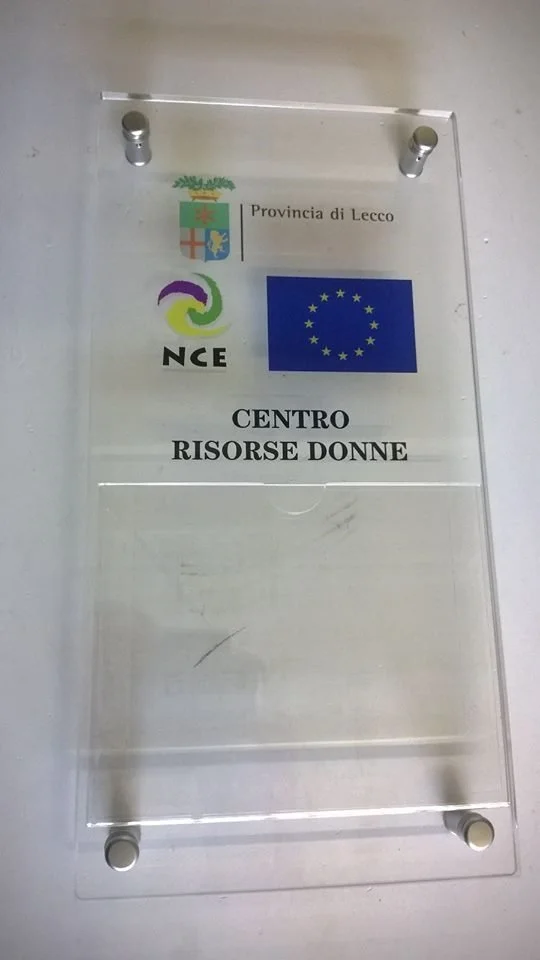 Provincia di Lecco
NCE
CENTRO
RISORSE DONNE